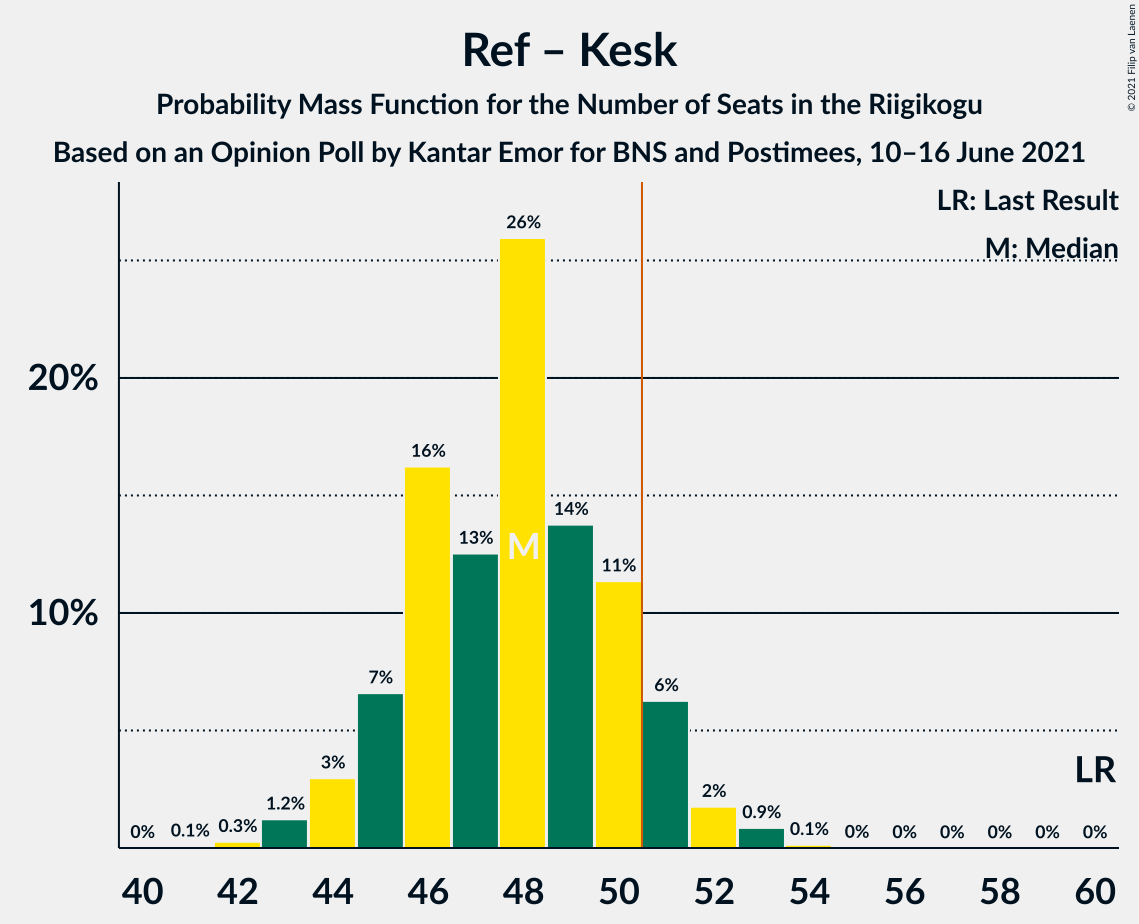 Ref – Kesk
Probability Mass Function for the Number of Seats in the Riigikogu
Based on an Opinion Poll by Kantar Emor for BNS and Postimees, 10–16 June 2021
© 2021 Filip van Laenen
LR: Last Result
M: Median
26%
20%
16%
14%
13%
M
11%
10%
7%
6%
3%
LR
2%
1.2%
0.9%
0% 0.1% 0.3% 0.1% 0% 0% 0% 0% 0% 0%
40 42 44 46 48 50 52 54 56 58 60